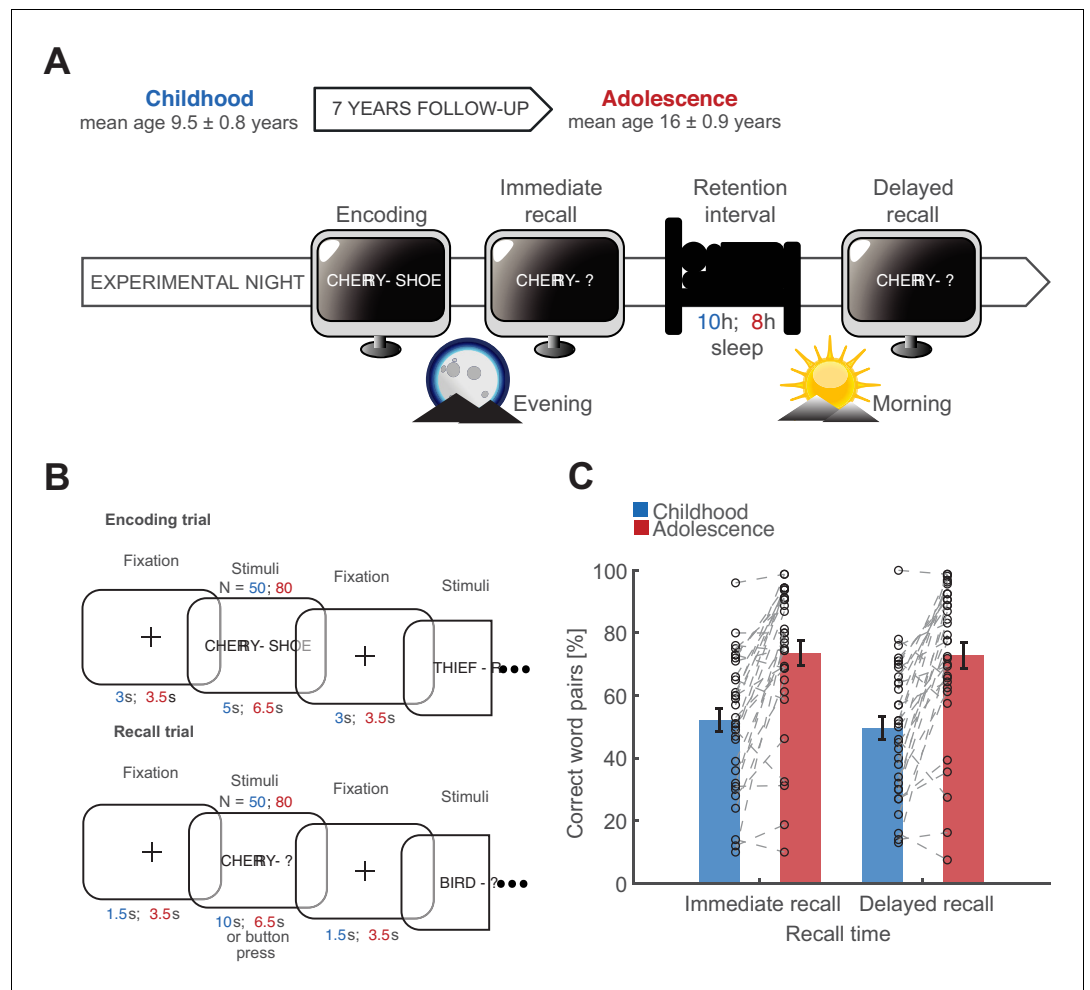 A
Childhood
mean age 9.5 ± 0.8 years
7 YEARS FOLLOW-UP
Adolescence
mean age 16 ± 0.9 years
Encoding
Immediate
recall
Retention
interval
Delayed
recall
EXPERIMENTAL NIGHT
CHERRY- SHOE
CHERRY- ?
CHERRY- ?
10h; 8h
sleep
Evening
Morning
B
Encoding trial
Fixation
Stimuli
N = 50; 80
Fixation
Stimuli
CHERRY- SHOE
THIEF - R
3s; 3.5s
5s; 6.5s
3s; 3.5s
Recall trial
Fixation
Stimuli
N = 50; 80
Fixation
Stimuli
CHERRY- ?
BIRD - ?
1.5s; 3.5s
10s; 6.5s
or button
press
1.5s; 3.5s
C
Childhood
Adolescence
Correct word pairs [%]
100
80
60
40
20
0
Immediate recall
Delayed recall
Recall time